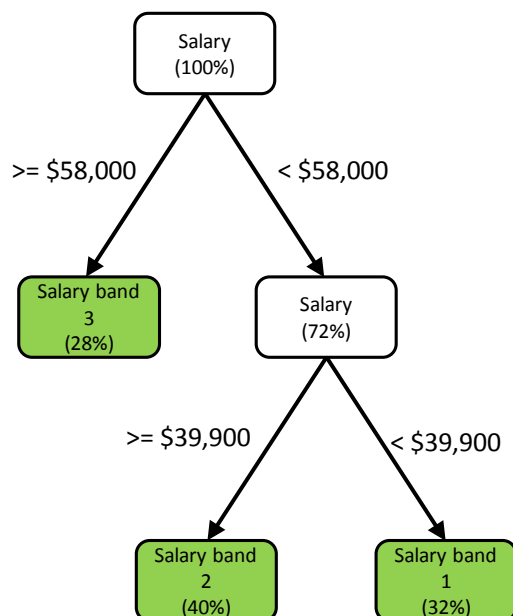 Salary
(100%)
>= $58,000
< $58,000
Salary band
3
(28%)
Salary
(72%)
>= $39,900
< $39,900
Salary band
2
(40%)
Salary band
1
(32%)